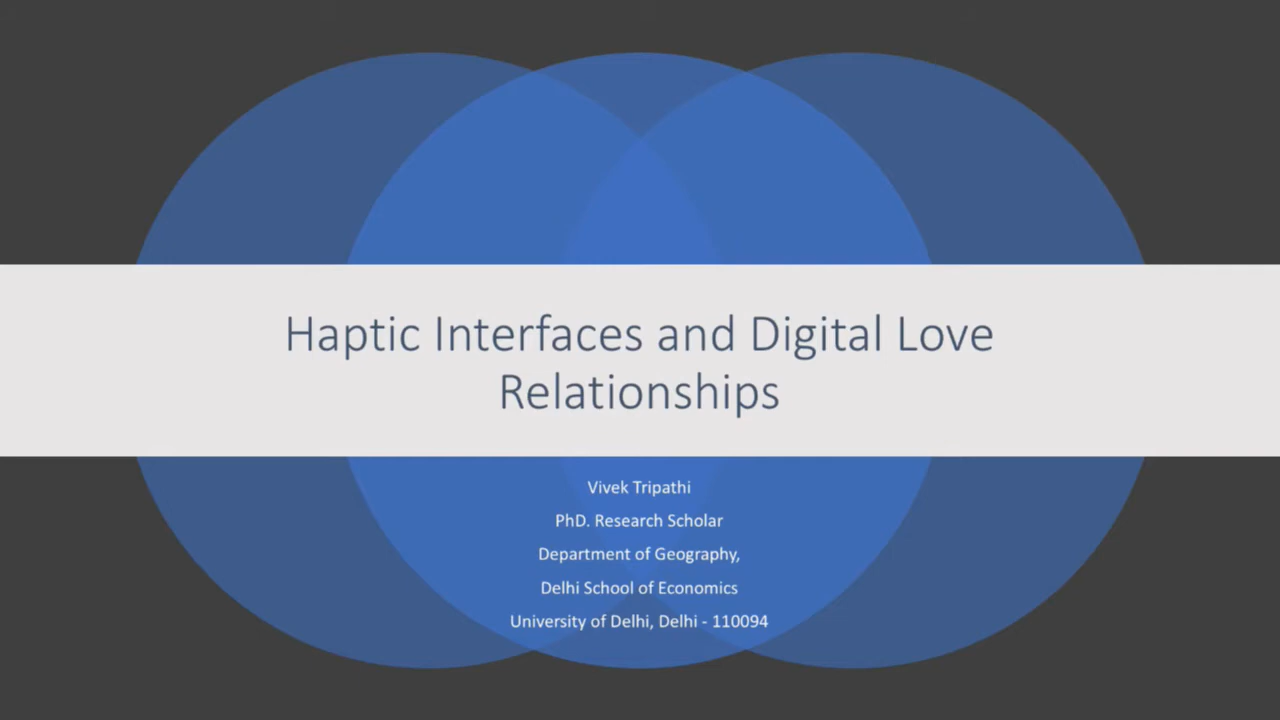 Haptic Interfaces and Digital Love
Relationships
Vivek Tripathi
PhD. Research Scholar
Department of Geography,
Delhi School of Economics
University of Delhi, Delhi - 110094